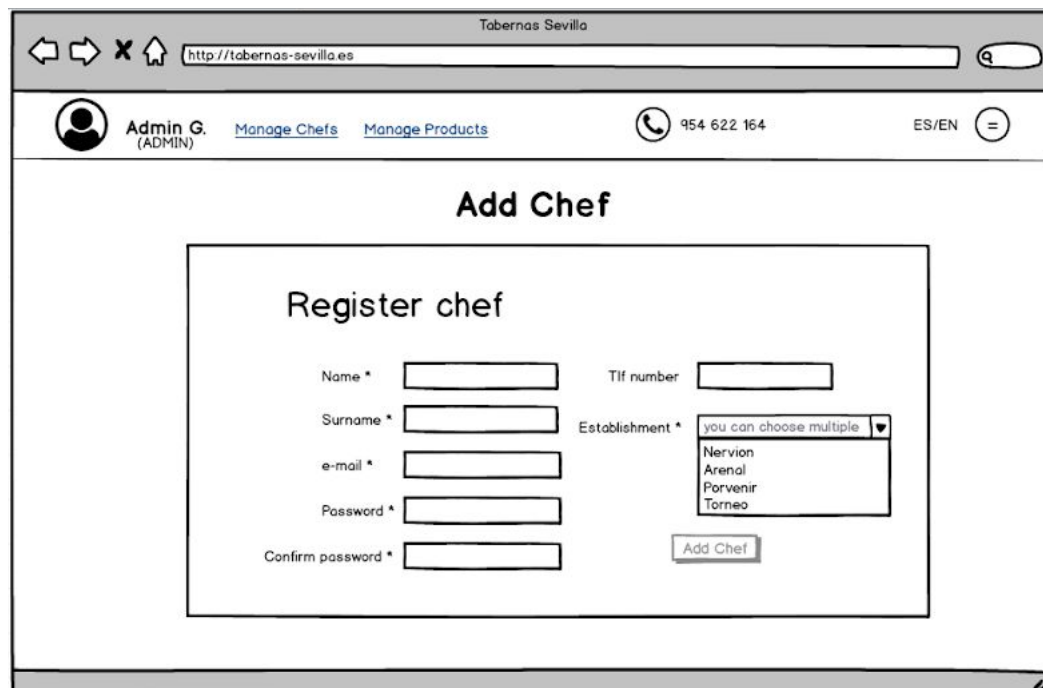 Tabernas Sevilla
http://tabernas-sevilla.es
Admin G.
(ADMIN)
Manage Chefs
Manage Products
954 622 164
ES/EN
=
Add Chef
Register chef
Name *
Surname *
e-mail *
Password *
Confirm password *
Tlf number
Establishment *
you can choose multiple
Nervion
Arenal
Porvenir
Torneo
Add Chef